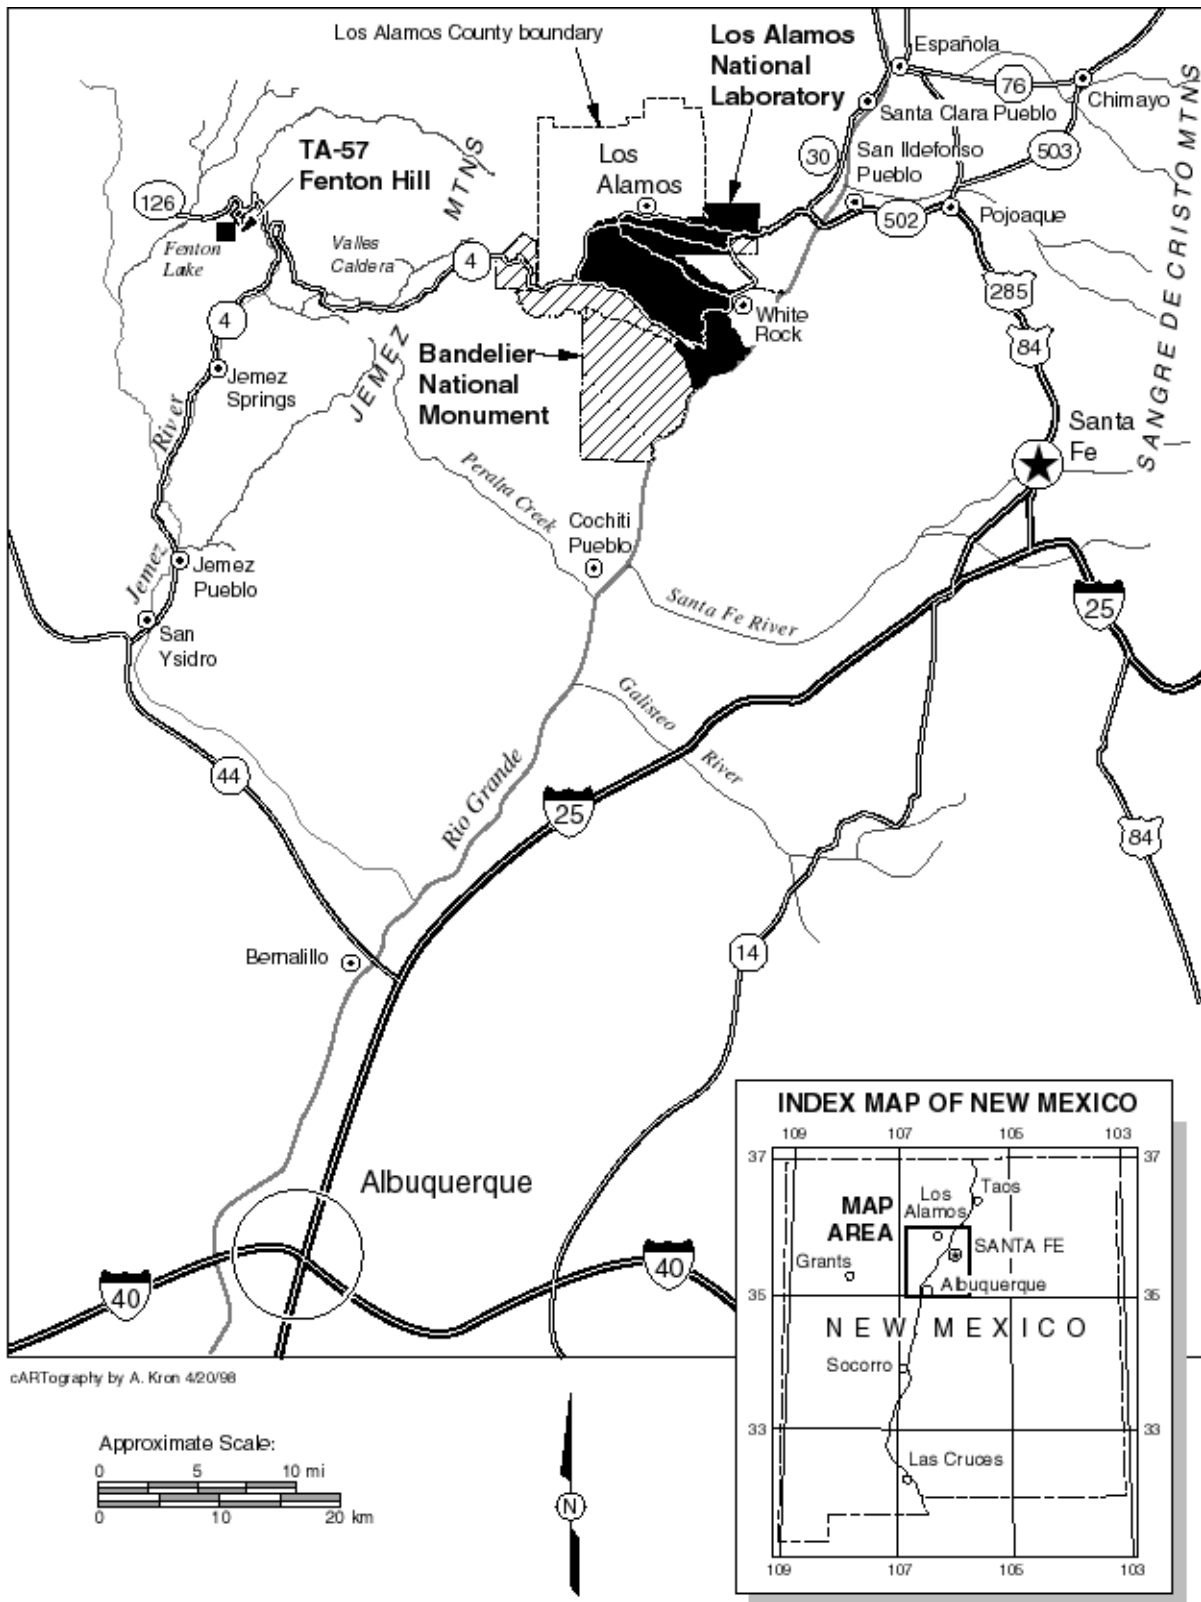 Los Alamos County boundary
Los Alamos
National
Laboratory
Española
76
Chimayo
Santa Clara Pueblo
30
San Ildefonso
Pueblo
503
502
Pojoaque
SANGRE DE CRISTO MTNS
TA-57
Fenton Hill
126
Fenton
Lake
MTNS
JEMEZ
Valles
Caldera
4
Los
Alamos
285
84
White
Rock
4
Jemez
Springs
Bandelier
National
Monument
Santa
Fe
River
Jemez
Peralta Creek
Cochiti
Pueblo
Jemez
Pueblo
San
Ysidro
Santa Fe River
25
Galisteo
River
44
Rio Grande
25
84
14
Bernalillo
Albuquerque
40
40
cARTography by A. Kron 4/20/98
Approximate Scale:
0 5 10 mi
0 10 20 km
N
INDEX MAP OF NEW MEXICO
109 107 105 103
37 37
Taos
Los
Alamos
MAP
AREA
SANTA FE
Grants
Albuquerque
35 35
NEW MEXICO
Socorro
33 33
Las Cruces
109 107 105 103